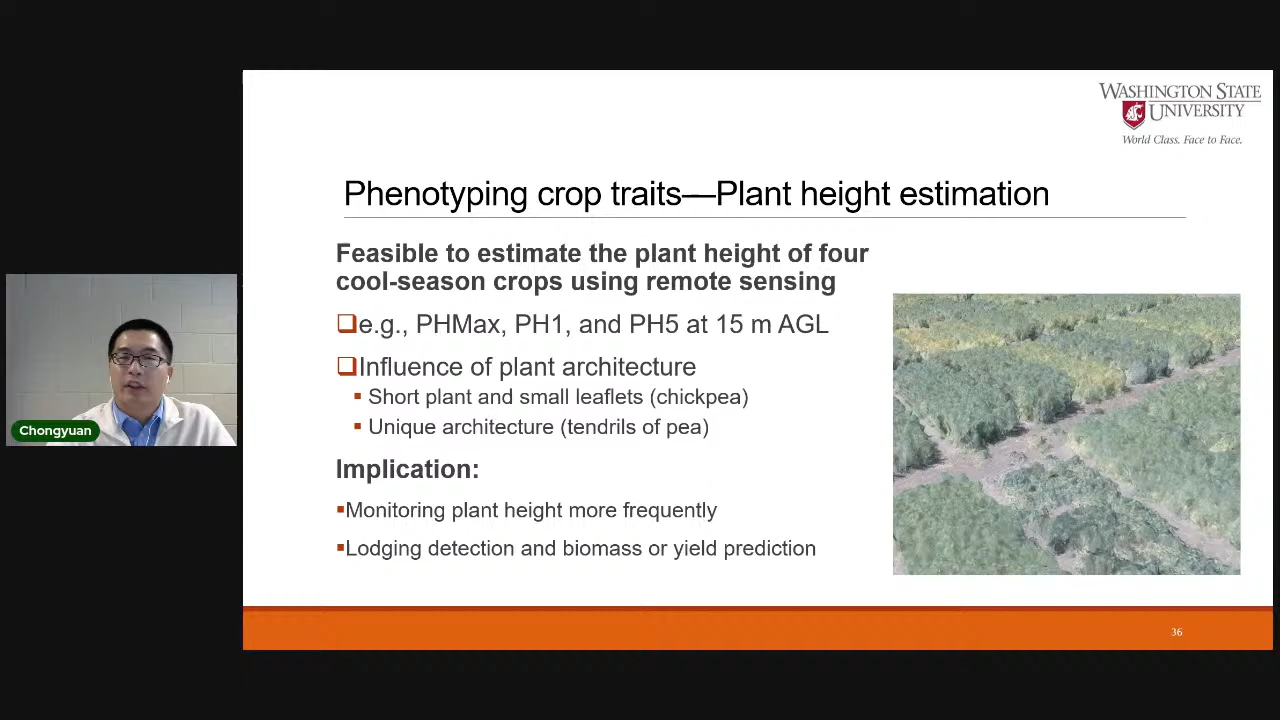 WASHINGTON STATE
UNIVERSITY
World Class. Face to Face.
Phenotyping crop traits—Plant height estimation
Feasible to estimate the plant height of four
cool-season crops using remote sensing
e.g., PHMax, PH1, and PH5 at 15 m AGL
Influence of plant architecture
Short plant and small leaflets (chickpea)
Unique architecture (tendrils of pea)
Implication:
Monitoring plant height more frequently
Lodging detection and biomass or yield prediction
Chongyuan
36